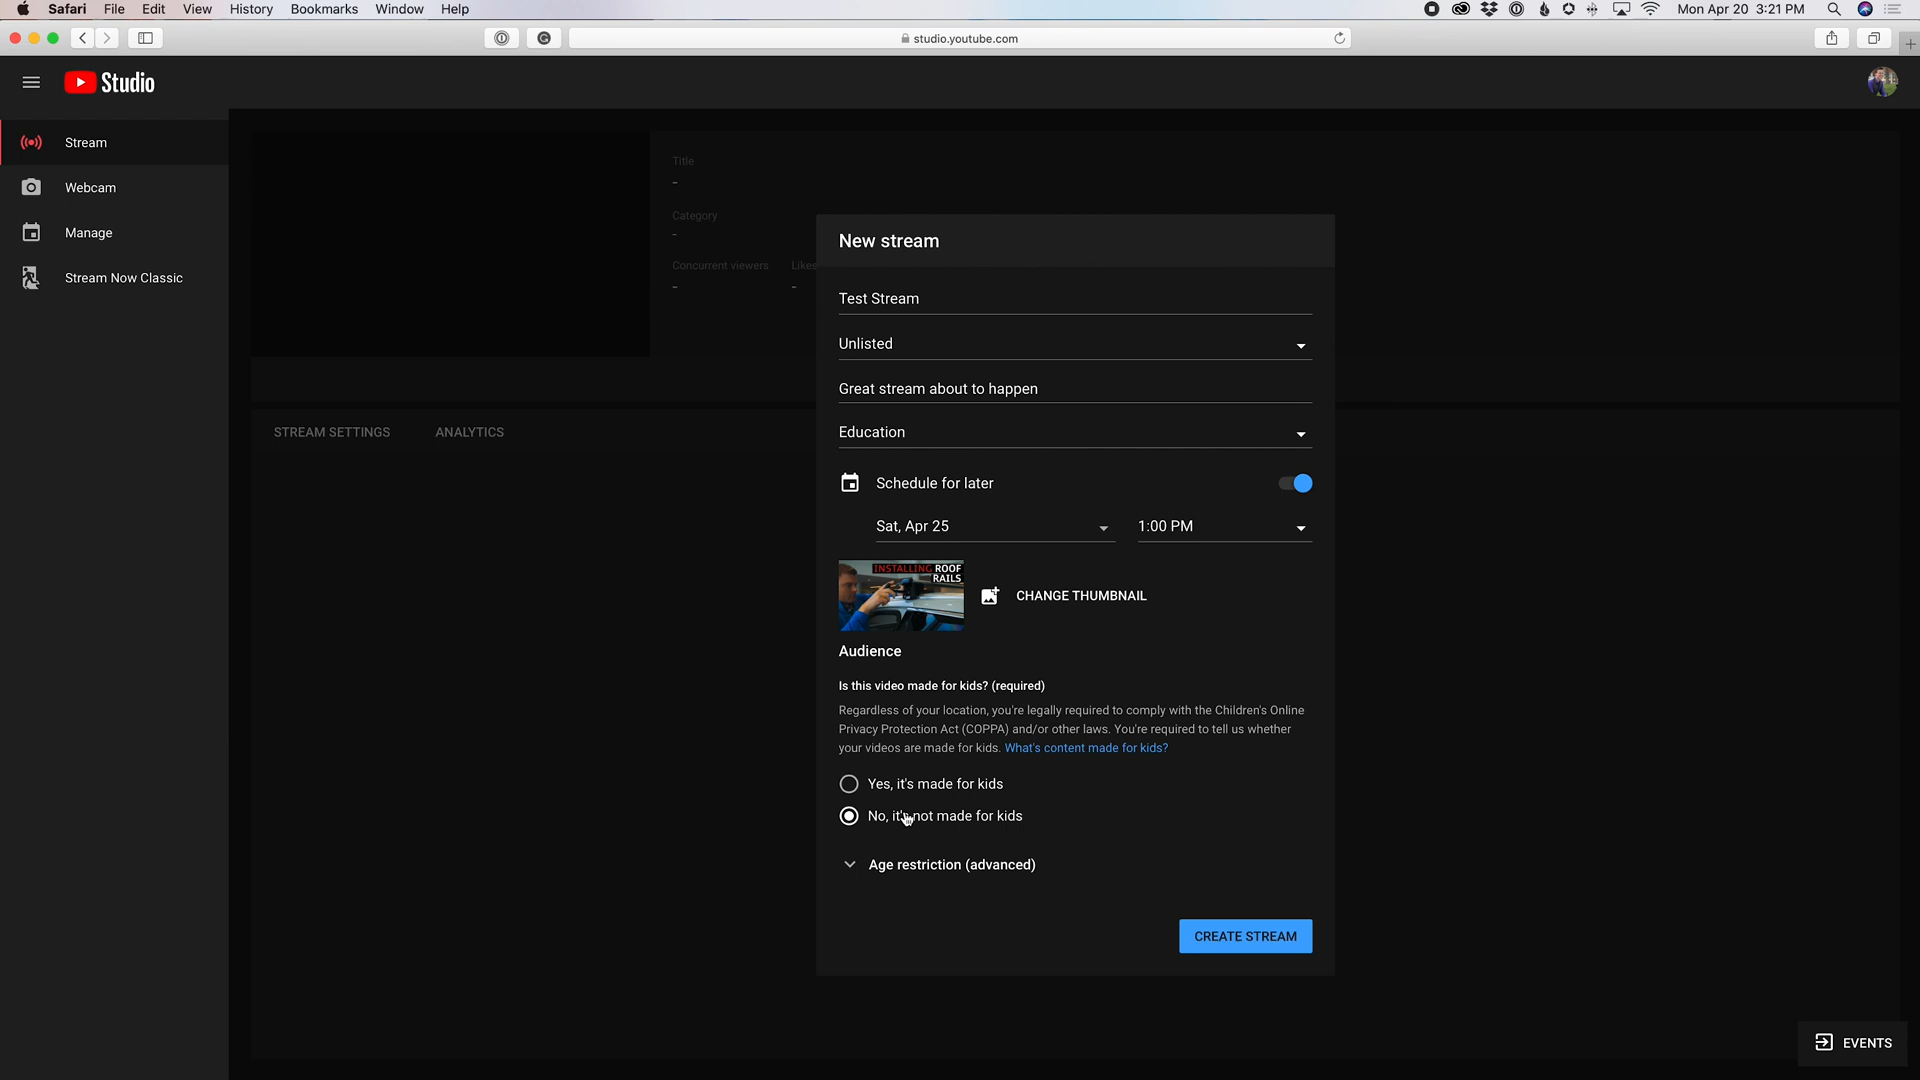 Safari File Edit View History Bookmarks Window Help
Mon Apr 20 3:21 PM
studio.youtube.com
Studio
Stream
Webcam
Manage
Stream Now Classic
Title
-
Category
-
Concurrent viewers Likes
- -
STREAM SETTINGS ANALYTICS
New stream
Test Stream
Unlisted
Great stream about to happen
Education
Schedule for later
Sat, Apr 25 1:00 PM
INSTALLING ROOF
RAILS
CHANGE THUMBNAIL
Audience
Is this video made for kids? (required)
Regardless of your location, you're legally required to comply with the Children's Online
Privacy Protection Act (COPPA) and/or other laws. You're required to tell us whether
your videos are made for kids. What's content made for kids?
Yes, it's made for kids
No, it's not made for kids
Age restriction (advanced)
CREATE STREAM
EVENTS